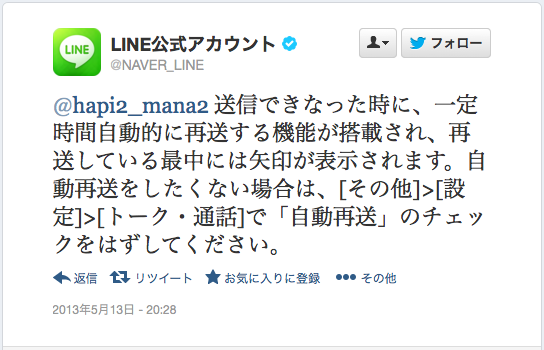 LINE
LINE公式アカウント
@NAVER_LINE
フォロー
@hapi2_mana2 送信できなった時に、一定
時間自動的に再送する機能が搭載され、再
送している最中には矢印が表示されます。自
動再送をしたくない場合は、[その他]>[設
定]>[トーク・通話]で「自動再送」のチェッ
クをはずしてください。
返信 リツイート お気に入りに登録 その他
2013年5月13日 - 20:28